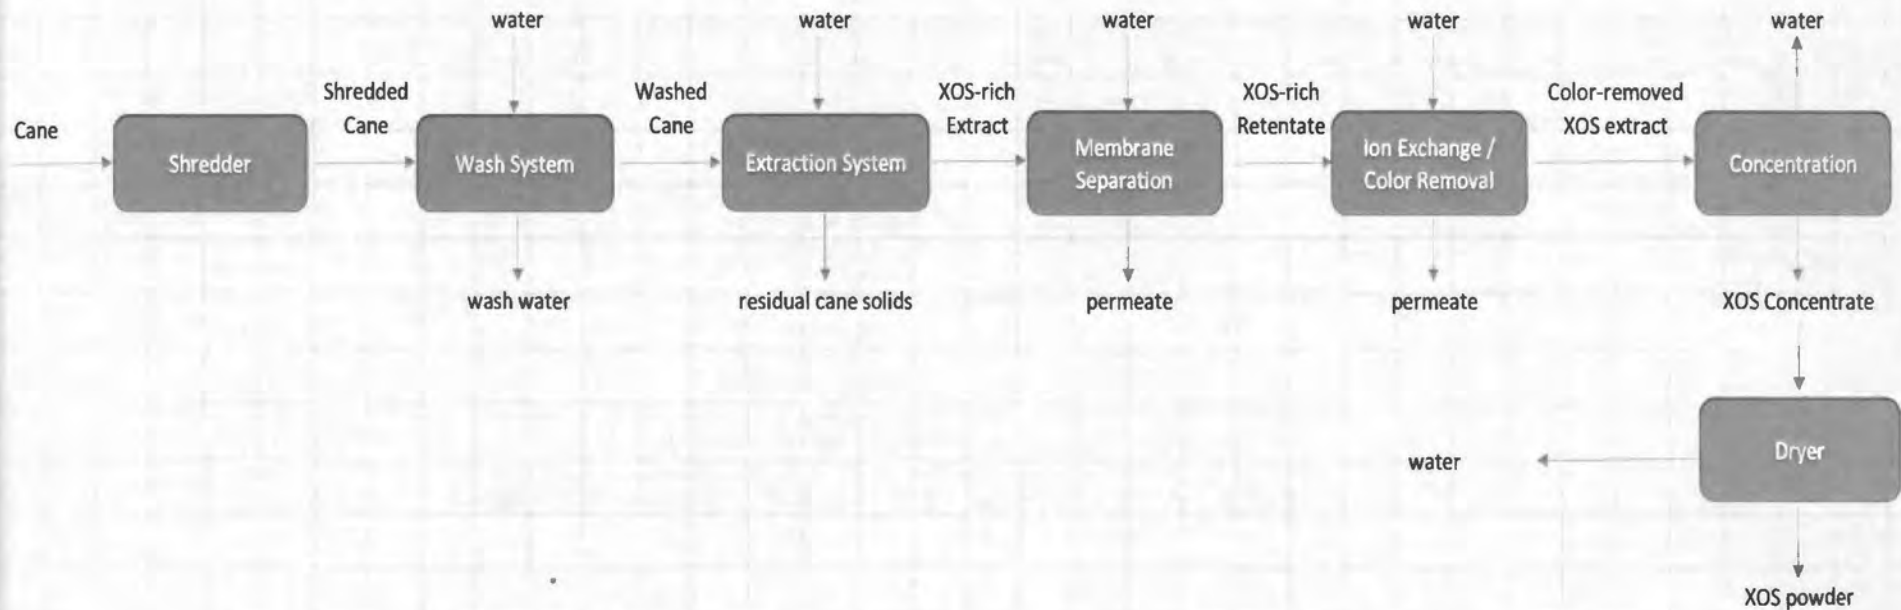 water
water
water
water
water
Cane
Shredder
Shredded
Cane
Wash System
Washed
Cane
Extraction System
XOS-rich
Extract
Membrane
Separation
XOS-rich
Retentate
Ion Exchange /
Color Removal
Color-removed
XOS extract
Concentration
wash water
residual cane solids
permeate
permeate
XOS Concentrate
water
Dryer
XOS powder